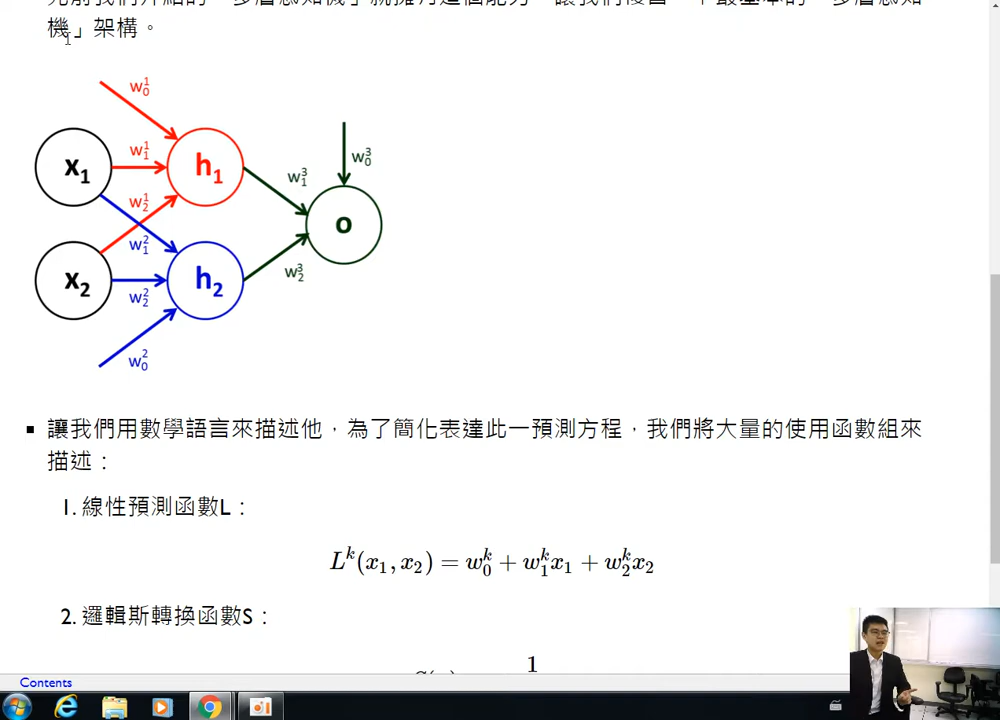 機」架構。
w₀¹
x₁
w₁¹
h₁
w₂¹
w₁³
w₀³
o
w₁²
x₂
w₂²
h₂
w₂³
w₀²
▪ 讓我們用數學語言來描述他，為了簡化表達此一預測方程，我們將大量的使用函數組來
描述：
1. 線性預測函數L：
Lᵏ(x₁, x₂) = w₀ᵏ + w₁ᵏx₁ + w₂ᵏx₂
2. 邏輯斯轉換函數S：
1
Contents